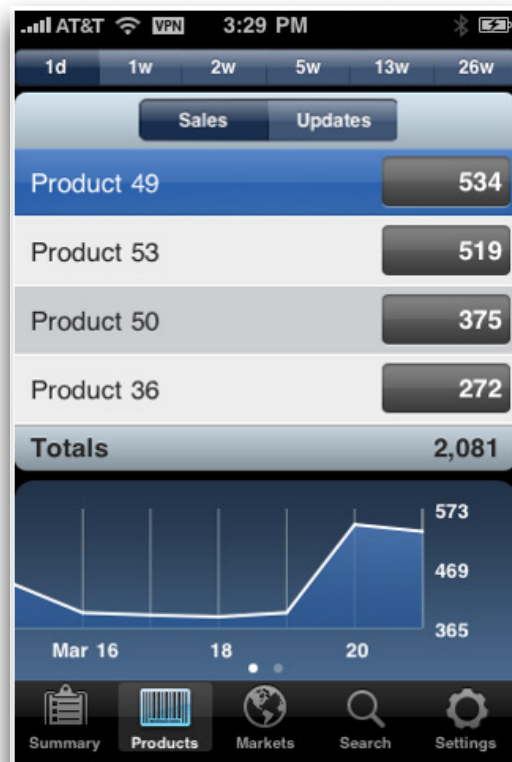 AT&T VPN 3:29 PM
1d 1w 2w 5w 13w 26w
Sales Updates
Product 49 534
Product 53 519
Product 50 375
Product 36 272
Totals 2,081
573
469
365
Mar 16 18 20
Summary Products Markets Search Settings